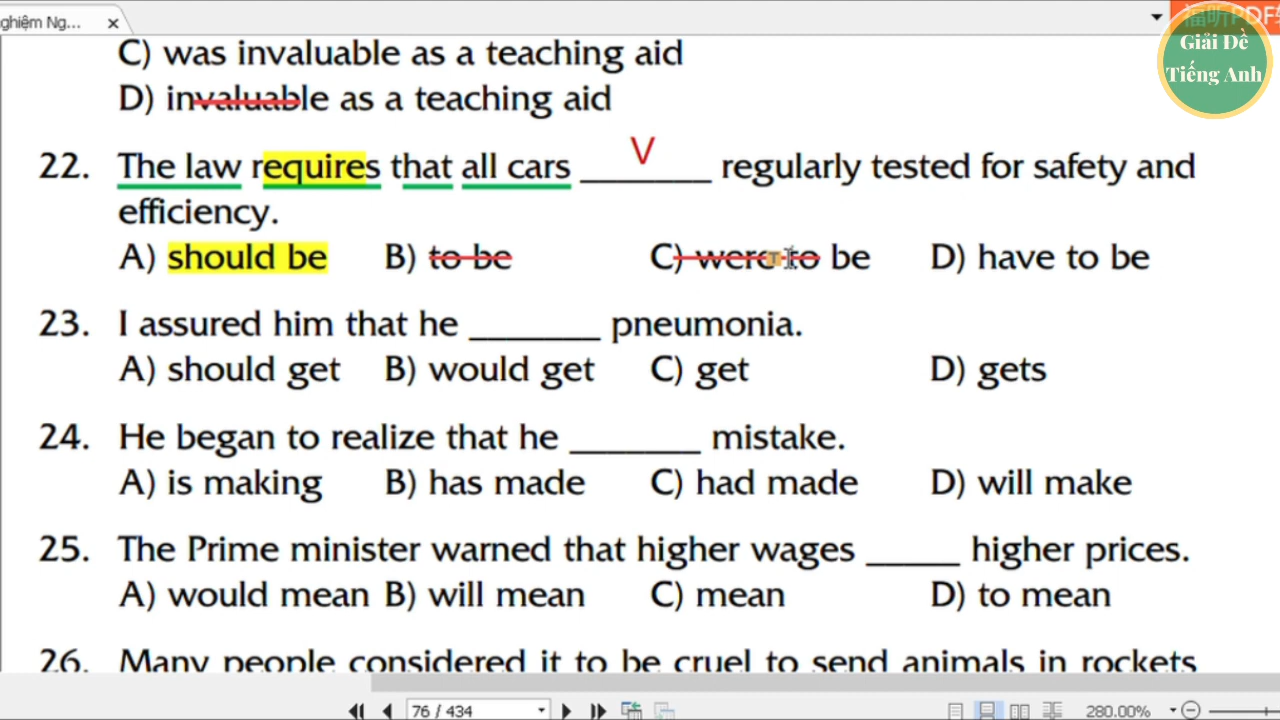 ghiệm Ng...
Giải Đề
Tiếng Anh
C) was invaluable as a teaching aid
D) invaluable as a teaching aid
V
22. The law requires that all cars _______ regularly tested for safety and
efficiency.
A) should be B) to be C) were to be D) have to be
23. I assured him that he _______ pneumonia.
A) should get B) would get C) get D) gets
24. He began to realize that he _______ mistake.
A) is making B) has made C) had made D) will make
25. The Prime minister warned that higher wages _____ higher prices.
A) would mean B) will mean C) mean D) to mean
26. Many people considered it to be cruel to send animals in rockets
76 / 434
280.00%